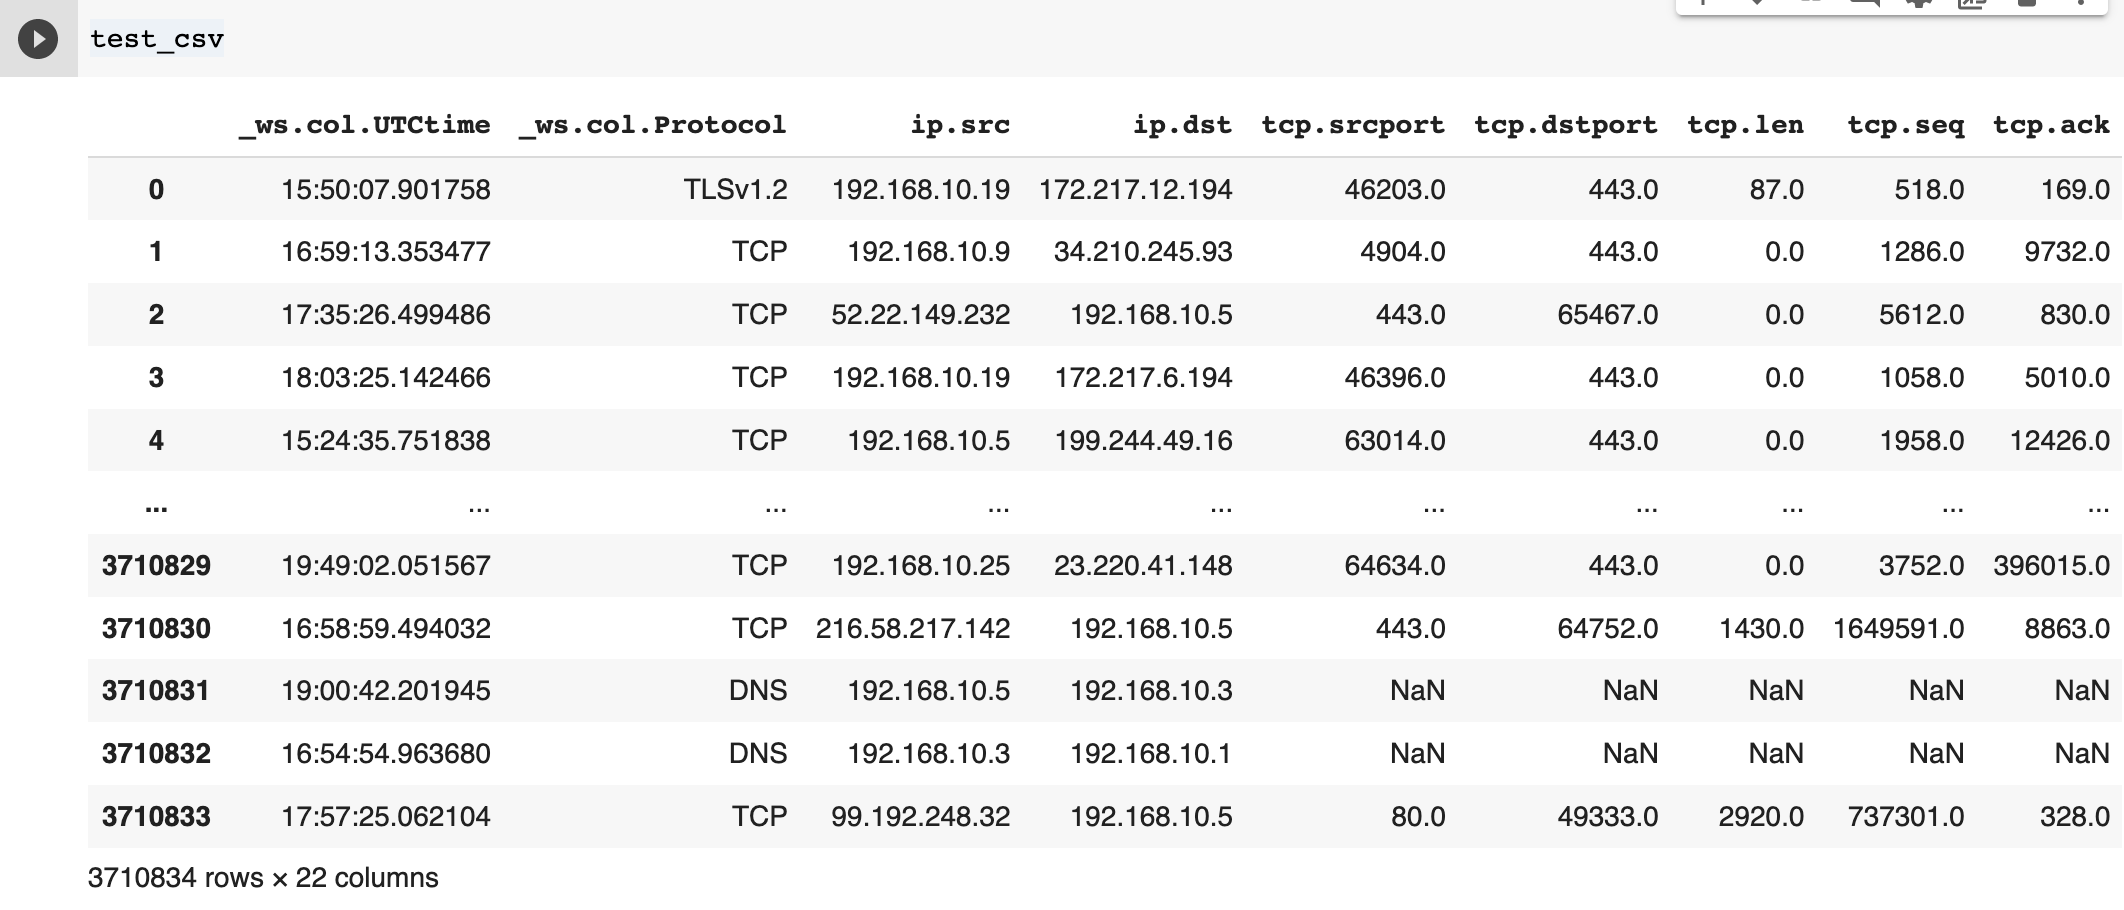 test_csv
_ws.col.UTCtime _ws.col.Protocol ip.src ip.dst tcp.srcport tcp.dstport tcp.len tcp.seq tcp.ack
0 15:50:07.901758 TLSv1.2 192.168.10.19 172.217.12.194 46203.0 443.0 87.0 518.0 169.0
1 16:59:13.353477 TCP 192.168.10.9 34.210.245.93 4904.0 443.0 0.0 1286.0 9732.0
2 17:35:26.499486 TCP 52.22.149.232 192.168.10.5 443.0 65467.0 0.0 5612.0 830.0
3 18:03:25.142466 TCP 192.168.10.19 172.217.6.194 46396.0 443.0 0.0 1058.0 5010.0
4 15:24:35.751838 TCP 192.168.10.5 199.244.49.16 63014.0 443.0 0.0 1958.0 12426.0
... ... ... ... ... ... ... ... ... ...
3710829 19:49:02.051567 TCP 192.168.10.25 23.220.41.148 64634.0 443.0 0.0 3752.0 396015.0
3710830 16:58:59.494032 TCP 216.58.217.142 192.168.10.5 443.0 64752.0 1430.0 1649591.0 8863.0
3710831 19:00:42.201945 DNS 192.168.10.5 192.168.10.3 NaN NaN NaN NaN NaN
3710832 16:54:54.963680 DNS 192.168.10.3 192.168.10.1 NaN NaN NaN NaN NaN
3710833 17:57:25.062104 TCP 99.192.248.32 192.168.10.5 80.0 49333.0 2920.0 737301.0 328.0
3710834 rows × 22 columns